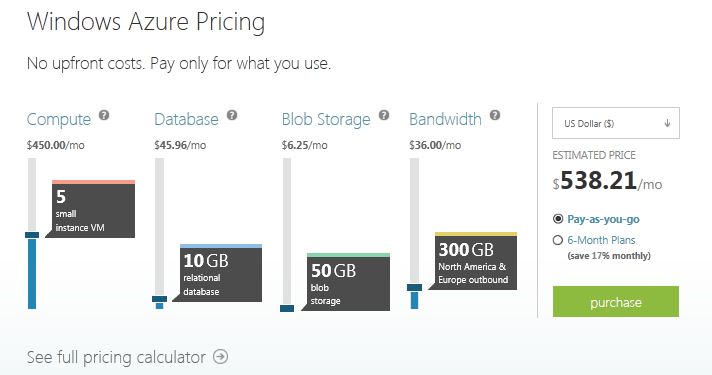 Windows Azure Pricing
No upfront costs. Pay only for what you use.
Compute ?
$450.00/mo
5
small
instance VM
Database ?
$45.96/mo
10 GB
relational
database
Blob Storage ?
$6.25/mo
50 GB
blob
storage
Bandwidth ?
$36.00/mo
300 GB
North America &
Europe outbound
US Dollar ($)
ESTIMATED PRICE
$538.21/mo
Pay-as-you-go
6-Month Plans
(save 17% monthly)
purchase
See full pricing calculator